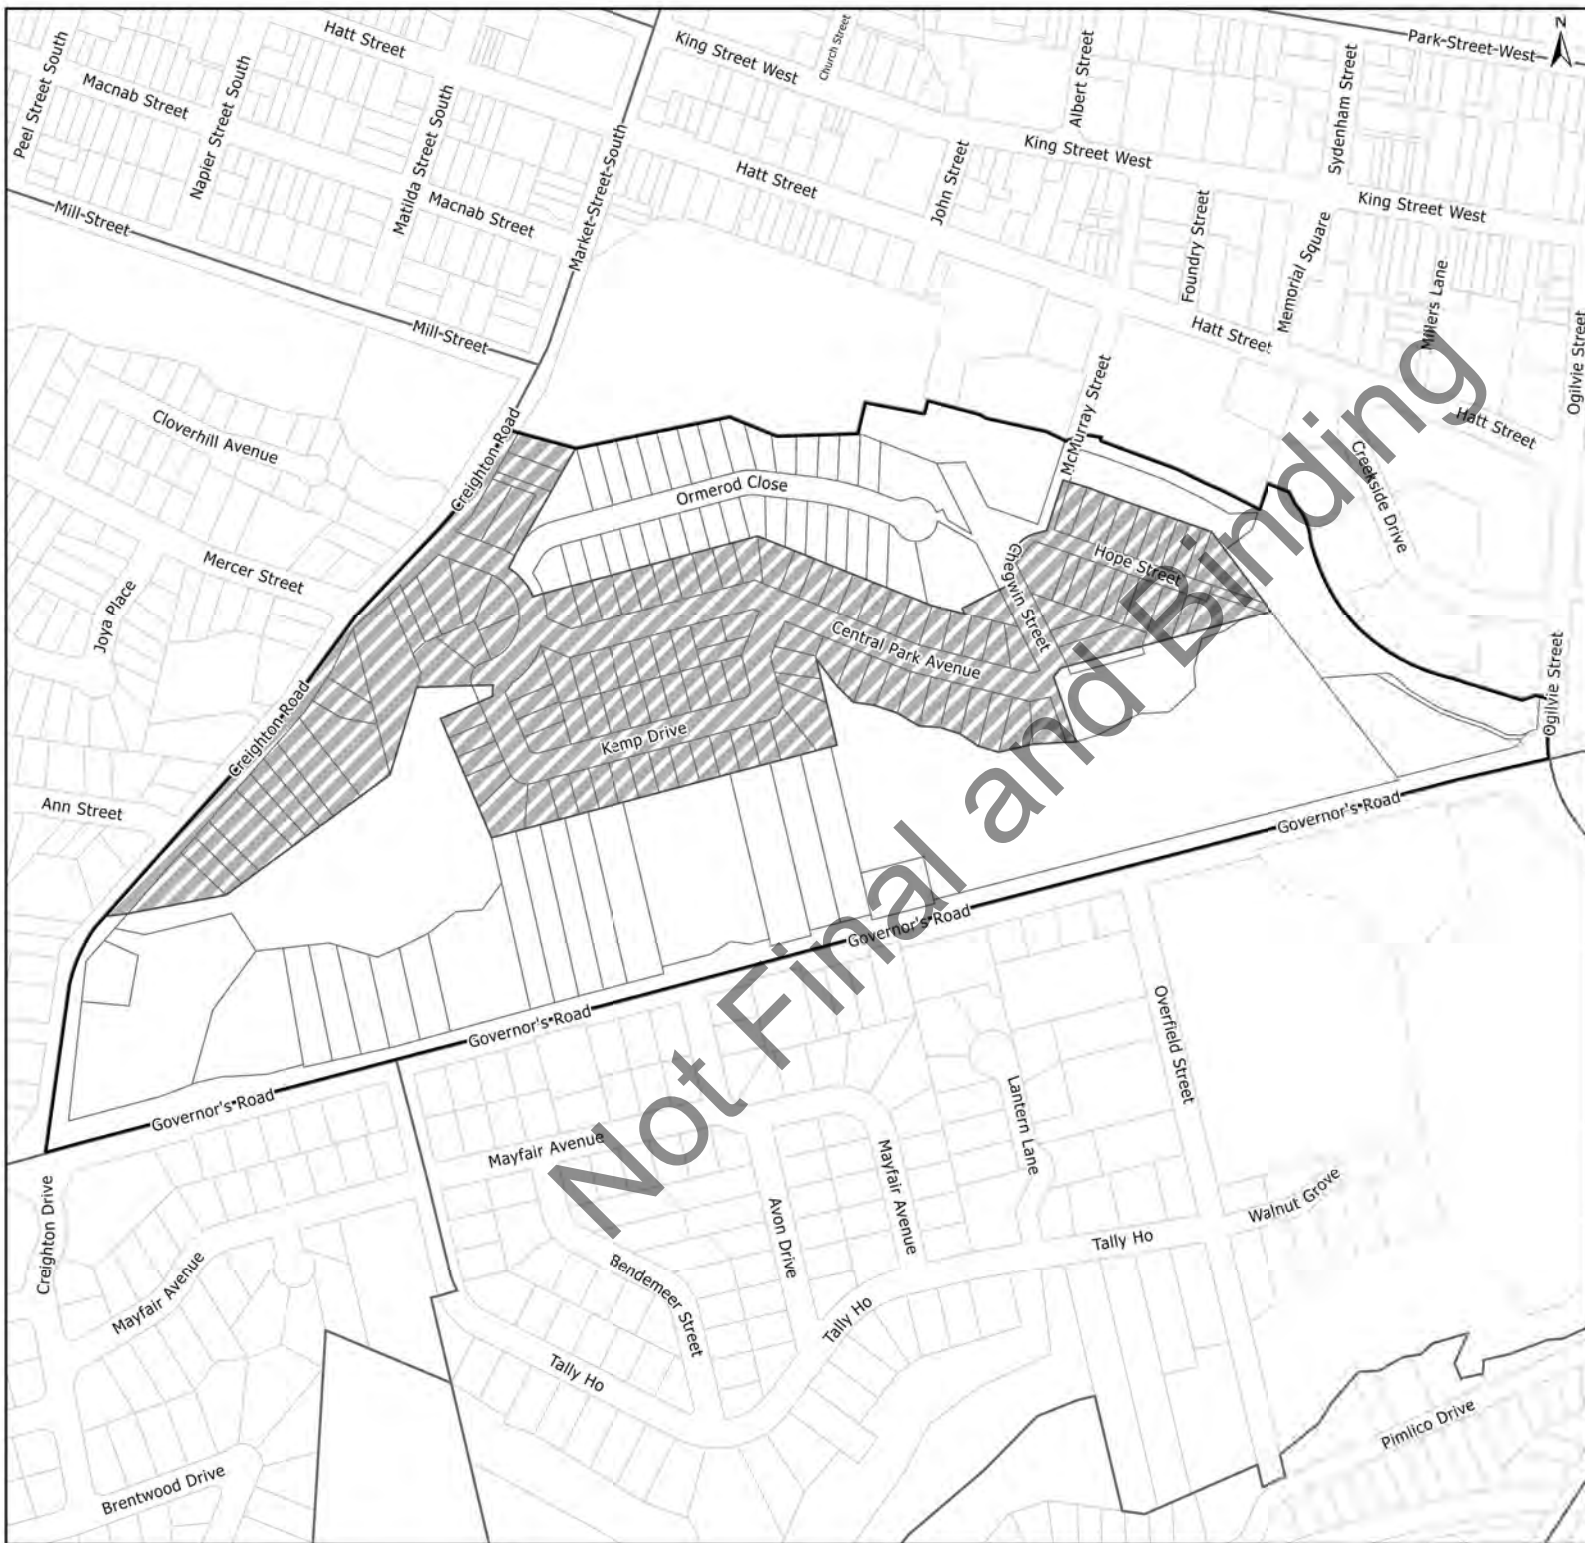 Hatt Street
King Street West
Church Street
Park Street West
N
Peel Street South
Macnab Street
Napier Street South
Matilda Street South
Market Street South
Albert Street
Sydenham Street
King Street West
Hatt Street
John Street
Macnab Street
Mill Street
King Street West
Foundry Street
Memorial Square
Millers Lane
Mill Street
Hatt Street
Ogilvie Street
Cloverhill Avenue
Creighton Road
McMurray Street
Hatt Street
Creekside Drive
Ormerod Close
Mercer Street
Joya Place
Chegwin Street
Hope Street
Central Park Avenue
Ogilvie Street
Creighton Road
Kemp Drive
Ann Street
Governor's Road
Governor's Road
Governor's Road
Governor's Road
Overfield Street
Lantern Lane
Mayfair Avenue
Mayfair Avenue
Avon Drive
Walnut Grove
Tally Ho
Creighton Drive
Mayfair Avenue
Bendemeer Street
Tally Ho
Tally Ho
Pimlico Drive
Brentwood Drive
Not Final and Binding